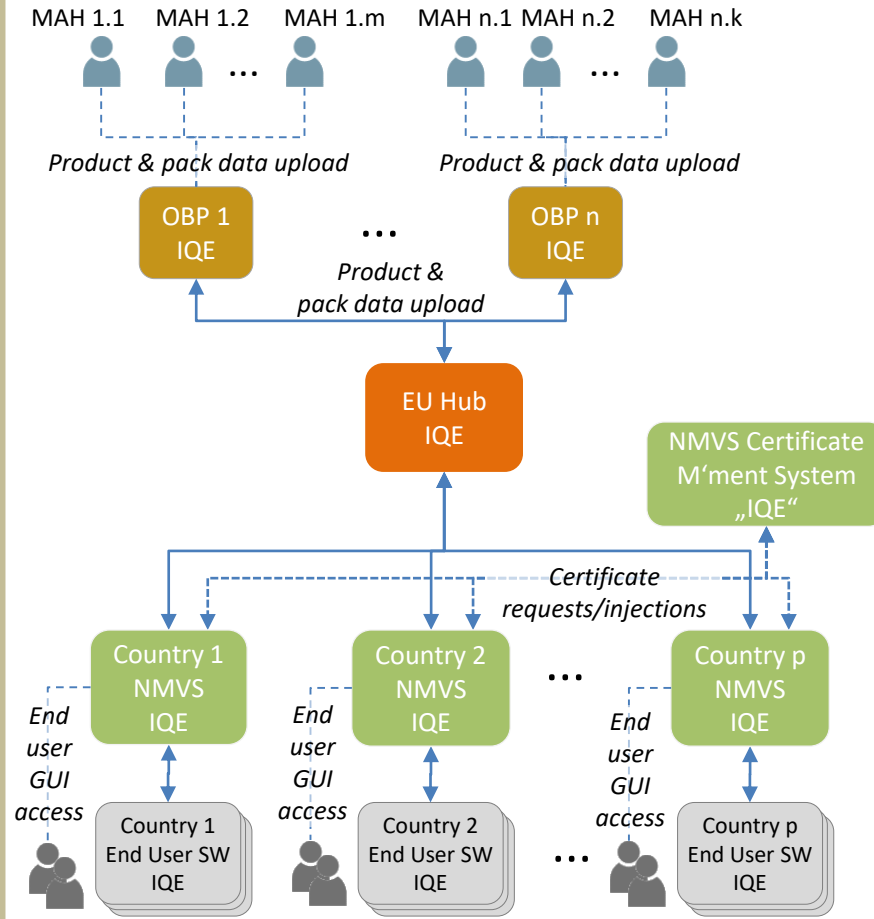 MAH 1.1
MAH 1.2
MAH 1.m
MAH n.1
MAH n.2
MAH n.k
...
...
Product & pack data upload
Product & pack data upload
OBP 1
IQE
...
OBP n
IQE
Product &
pack data upload
EU Hub
IQE
NMVS Certificate
M‘ment System
„IQE“
Certificate
requests/injections
Country 1
NMVS
IQE
Country 2
NMVS
IQE
...
Country p
NMVS
IQE
End
user
GUI
access
End
user
GUI
access
End
user
GUI
access
Country 1
End User SW
IQE
Country 2
End User SW
IQE
...
Country p
End User SW
IQE